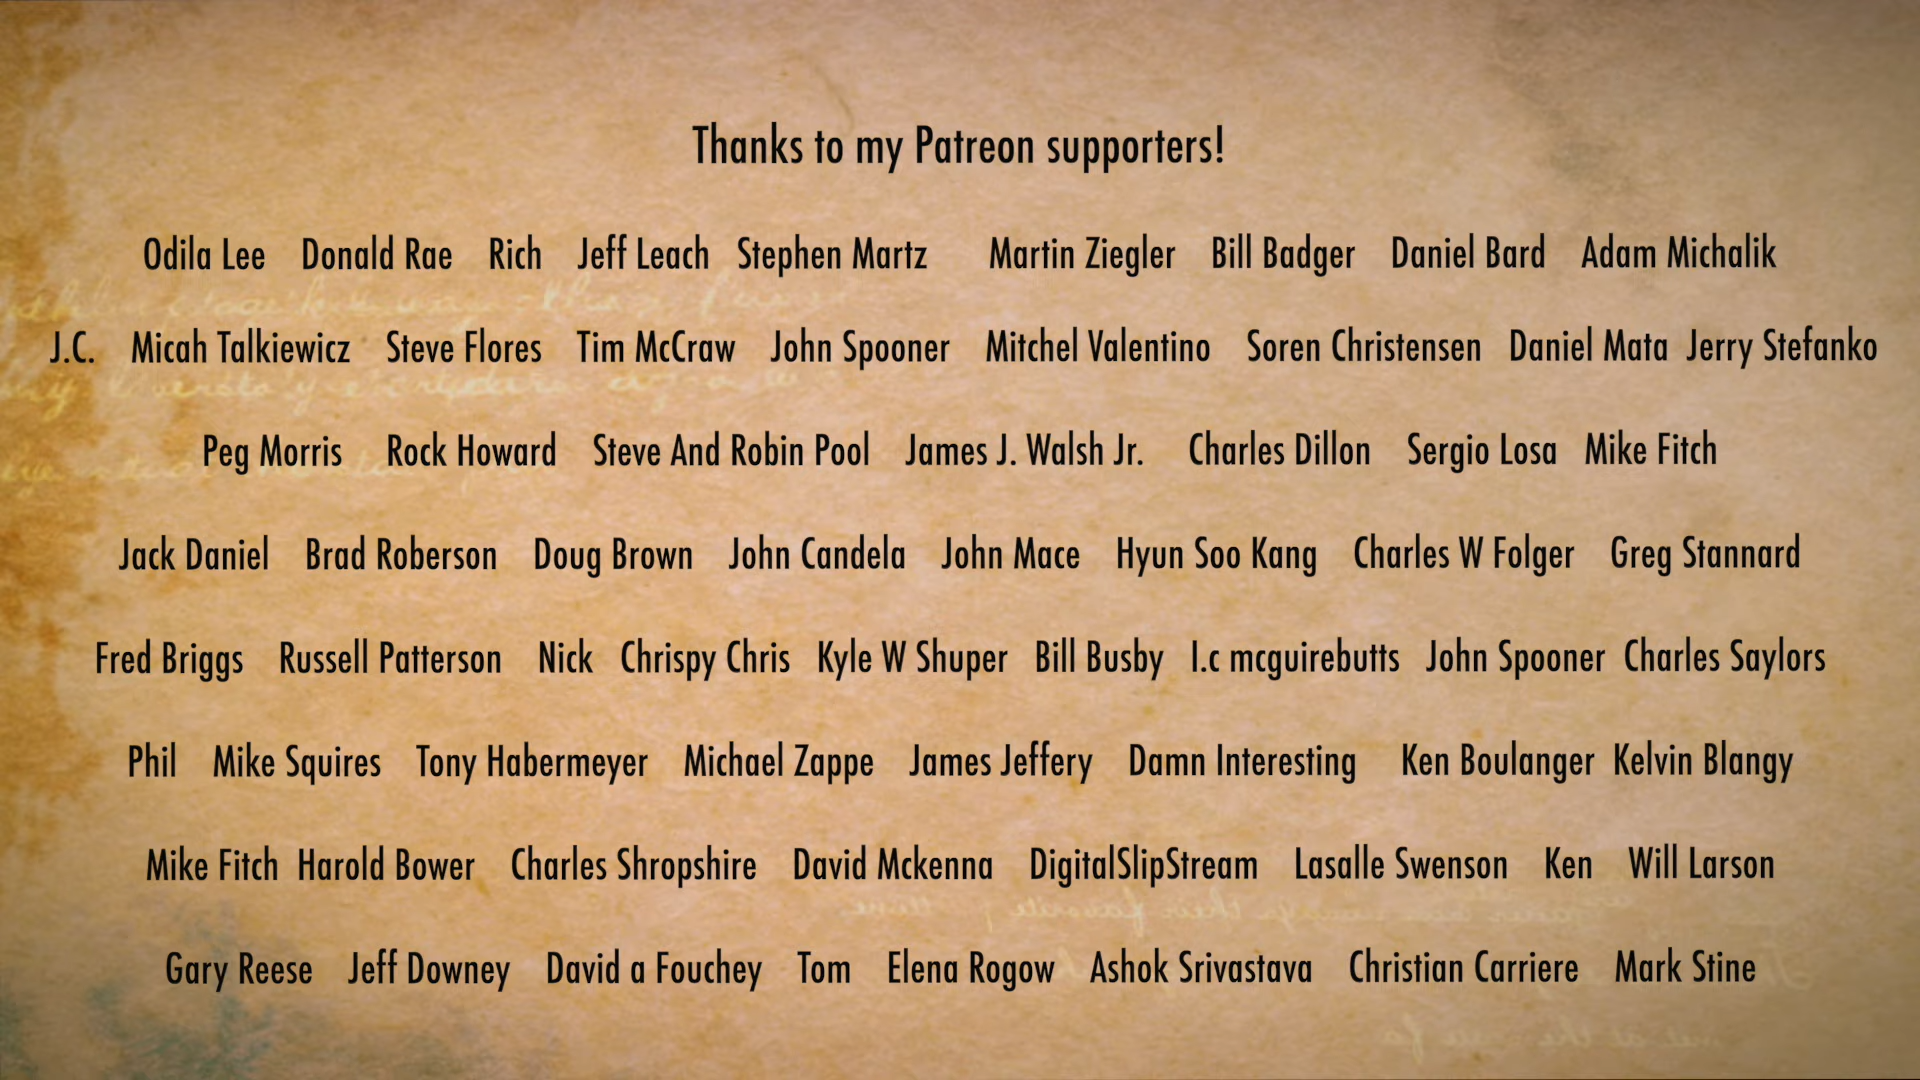 Thanks to my Patreon supporters!
Odila Lee Donald Rae Rich Jeff Leach Stephen Martz Martin Ziegler Bill Badger Daniel Bard Adam Michalik
J.C. Micah Talkiewicz Steve Flores Tim McCraw John Spooner Mitchel Valentino Soren Christensen Daniel Mata Jerry Stefanko
Peg Morris Rock Howard Steve And Robin Pool James J. Walsh Jr. Charles Dillon Sergio Losa Mike Fitch
Jack Daniel Brad Roberson Doug Brown John Candela John Mace Hyun Soo Kang Charles W Folger Greg Stannard
Fred Briggs Russell Patterson Nick Chrispy Chris Kyle W Shuper Bill Busby I.c mcguirebutts John Spooner Charles Saylors
Phil Mike Squires Tony Habermeyer Michael Zappe James Jeffery Damn Interesting Ken Boulanger Kelvin Blangy
Mike Fitch Harold Bower Charles Shropshire David Mckenna DigitalSlipStream Lasalle Swenson Ken Will Larson
Gary Reese Jeff Downey David a Fouchey Tom Elena Rogow Ashok Srivastava Christian Carriere Mark Stine